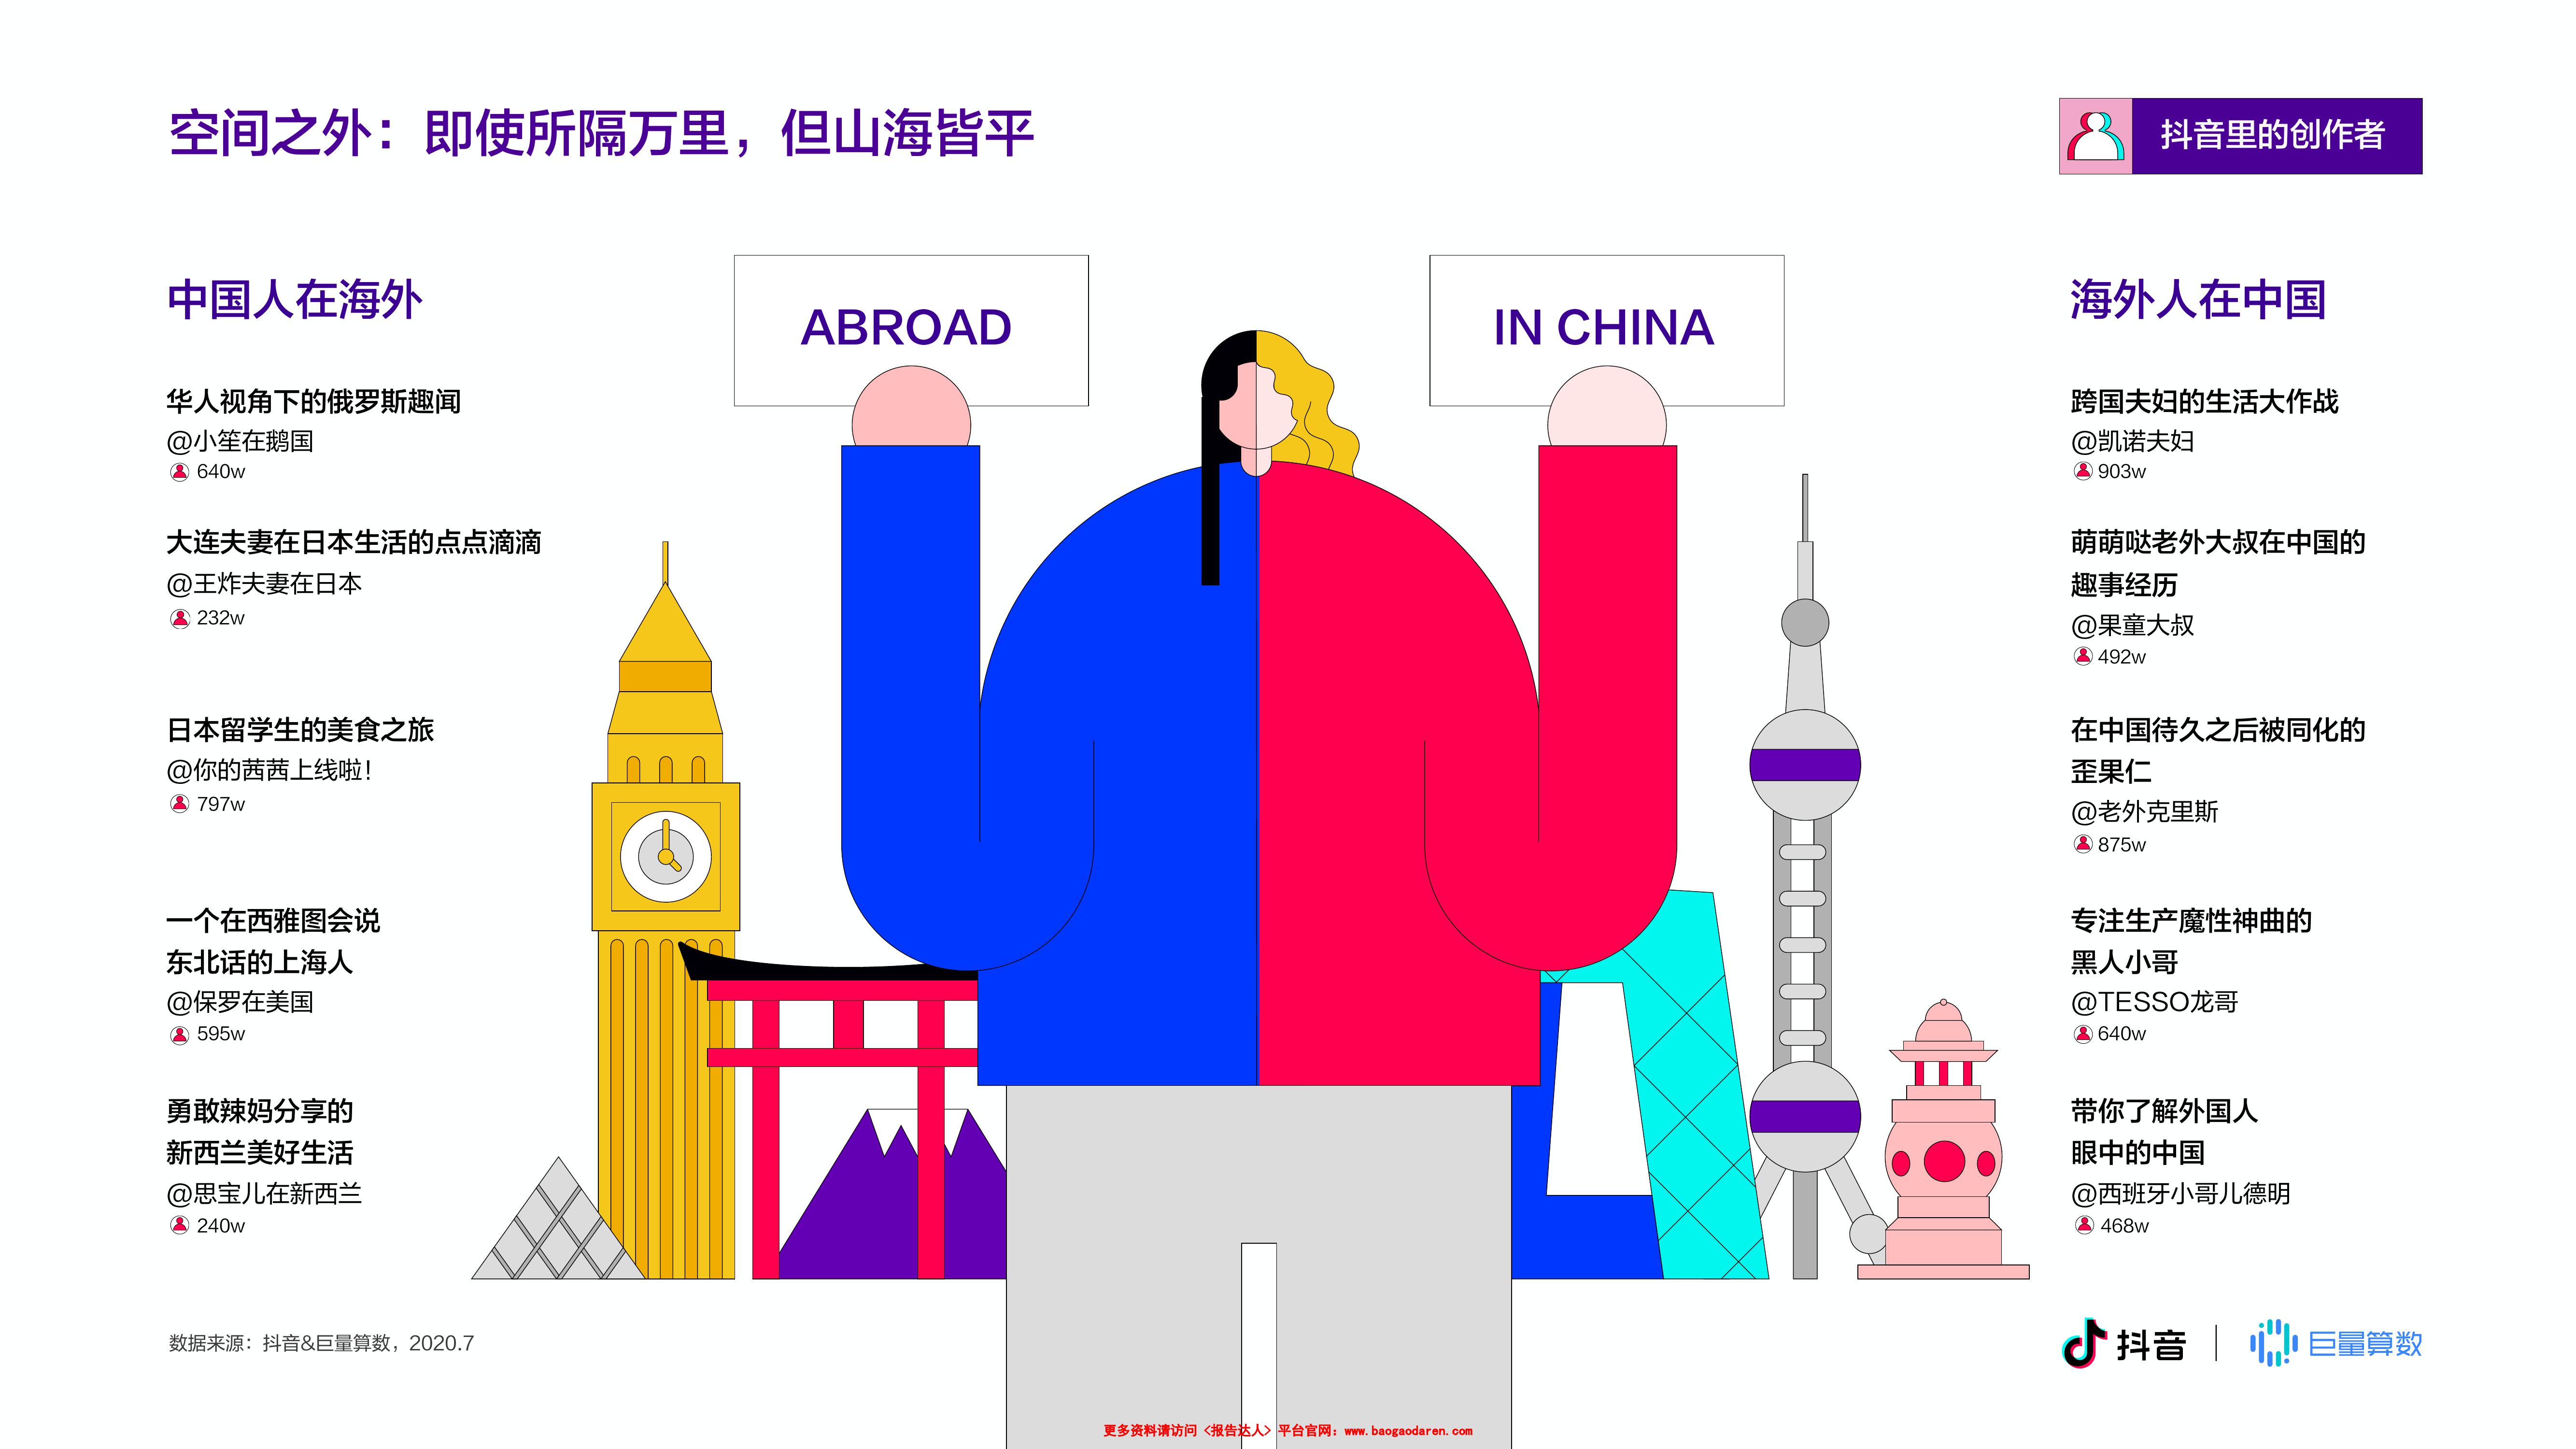 空间之外：即使所隔万里，但山海皆平
抖音里的创作者
中国人在海外
华人视角下的俄罗斯趣闻
@小笙在鹅国
640w
大连夫妻在日本生活的点点滴滴
@王炸夫妻在日本
232w
日本留学生的美食之旅
@你的茜茜上线啦！
797w
一个在西雅图会说
东北话的上海人
@保罗在美国
595w
勇敢辣妈分享的
新西兰美好生活
@思宝儿在新西兰
240w
ABROAD
IN CHINA
海外人在中国
跨国夫妇的生活大作战
@凯诺夫妇
903w
萌萌哒老外大叔在中国的
趣事经历
@果童大叔
492w
在中国待久之后被同化的
歪果仁
@老外克里斯
875w
专注生产魔性神曲的
黑人小哥
@TESSO龙哥
640w
带你了解外国人
眼中的中国
@西班牙小哥儿德明
468w
数据来源：抖音&巨量算数，2020.7
抖音
巨量算数
更多资料请访问《报告达人》平台官网：www.baogaodaren.com